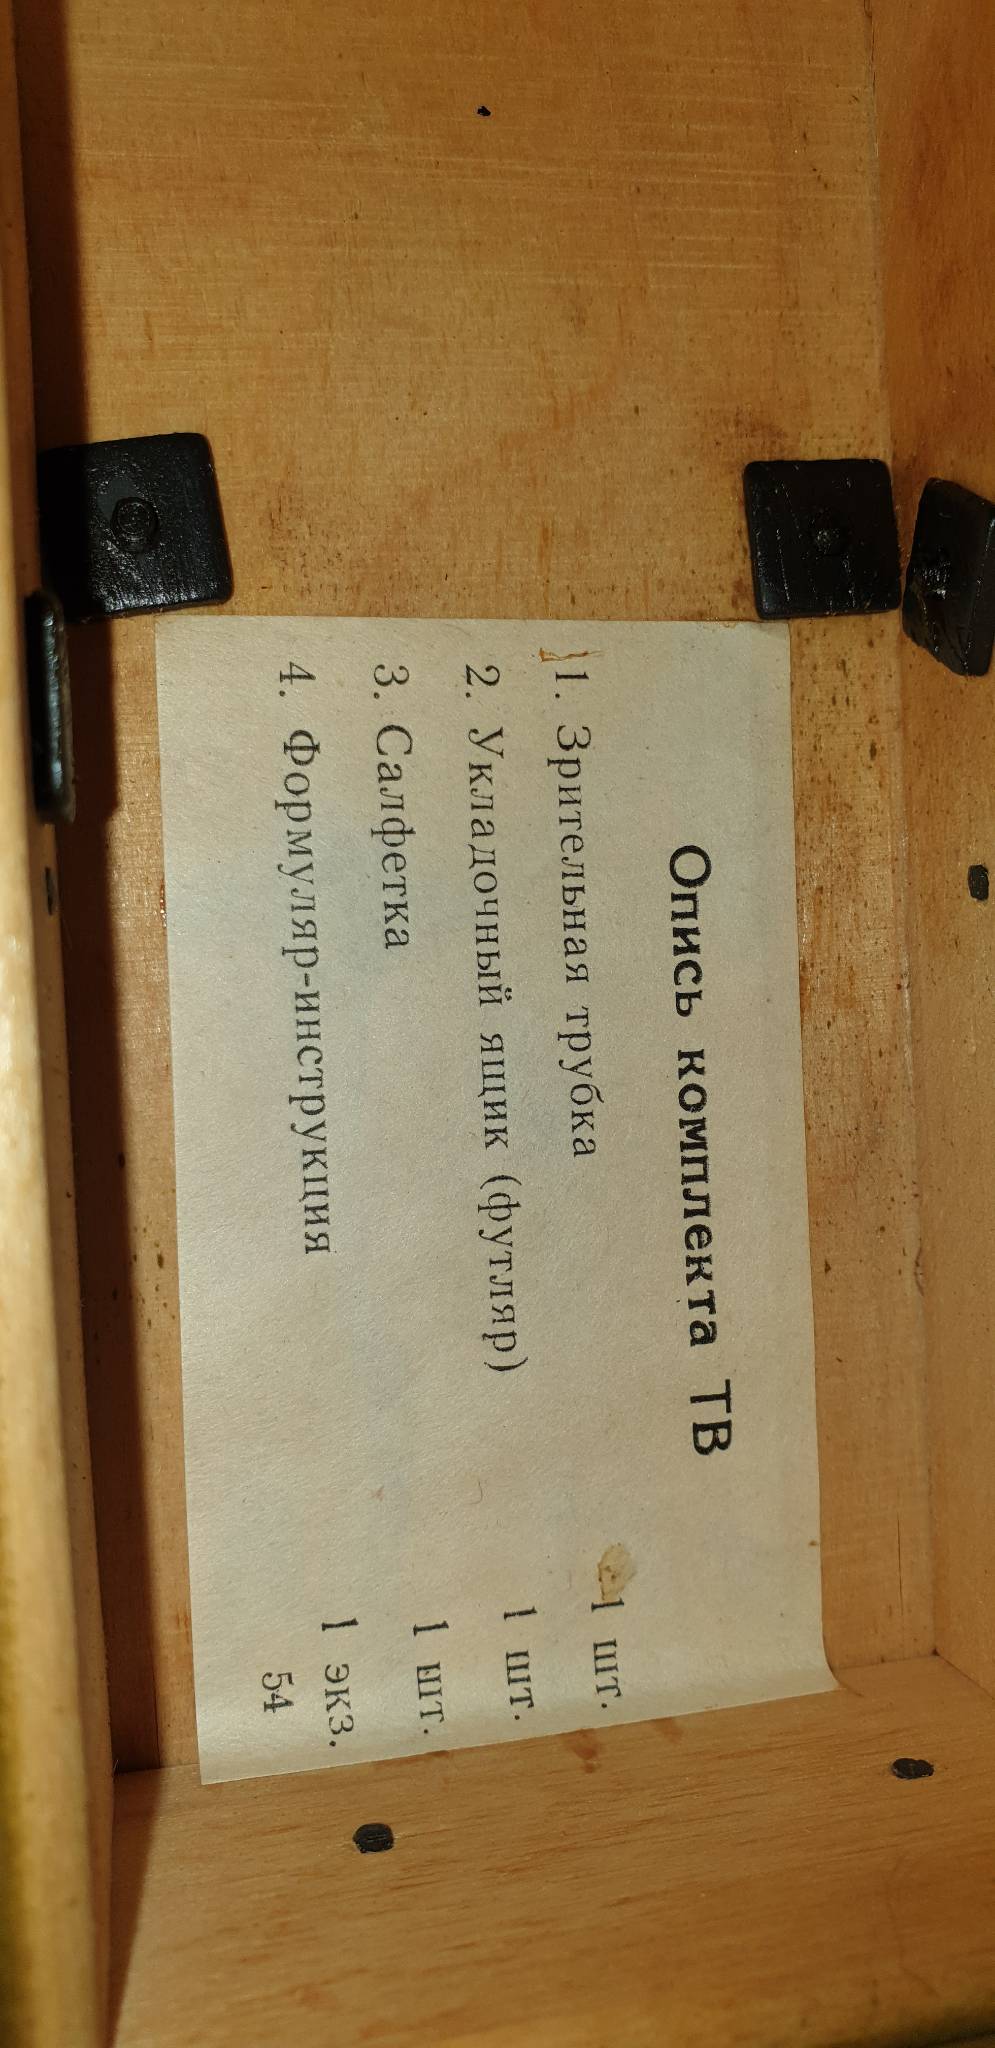 Опись комплекта ТВ
1. Зрительная трубка 1 шт.
2. Укладочный ящик (футляр) 1 шт.
3. Салфетка 1 шт.
4. Формуляр-инструкция 1 экз.
54